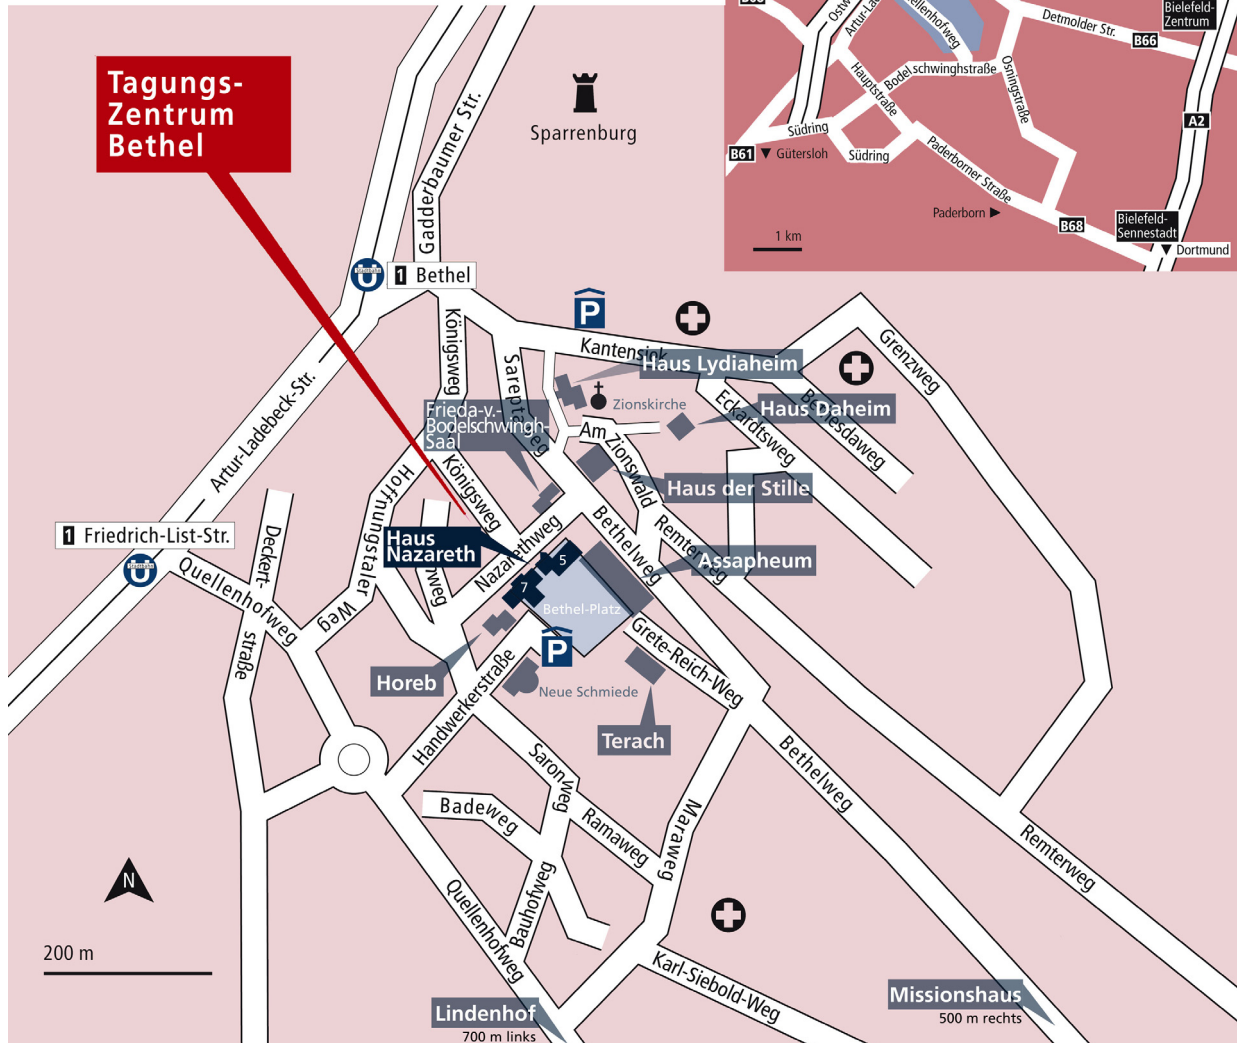 Tagungs-
Zentrum
Bethel
Sparrenburg
Gadderbaumer Str.
1 Bethel
Artur-Ladebeck-Str.
1 Friedrich-List-Str.
Stadtbahn
Stadtbahn
Königsweg
Kantensiek
P
Haus Lydiaheim
Zionskirche
Haus Daheim
Grenzweg
Eckardtsweg
Frieda-v.-
Bodelschwingh-
Saal
Am Zionswald
Haus der Stille
Königsweg
Hoffnungstaler Weg
Haus
Nazareth
Nazarethweg
Bethelweg
Remterweg
Assapheum
5
7
Bethel-Platz
P
Deckert-
straße
Quellenhofweg
Horeb
Handwerkerstraße
Neue Schmiede
Grete-Reich-Weg
Terach
Saronweg
Bethelweg
Badeweg
Ramaweg
Maraweg
Remterweg
Bauhofweg
Quellenhofweg
Karl-Siebold-Weg
N
200 m
Lindenhof
700 m links
Missionshaus
500 m rechts
Detmolder Str.
B66
Bielefeld-
Zentrum
Hauptstraße
Bodelschwinghstraße
Osningstraße
A2
Südring
B61
Gütersloh
Südring
Paderborner Straße
Paderborn
B68
Bielefeld-
Sennestadt
Dortmund
1 km